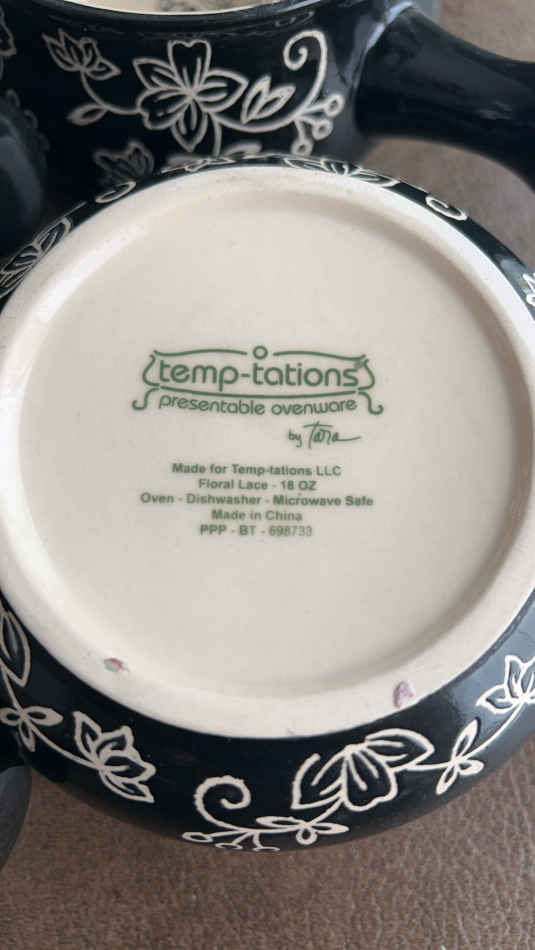 temp-tations®
presentable ovenware
by Tara
Made for Temp-tations LLC
Floral Lace - 18 OZ
Oven - Dishwasher - Microwave Safe
Made in China
PPP - BT - 698733